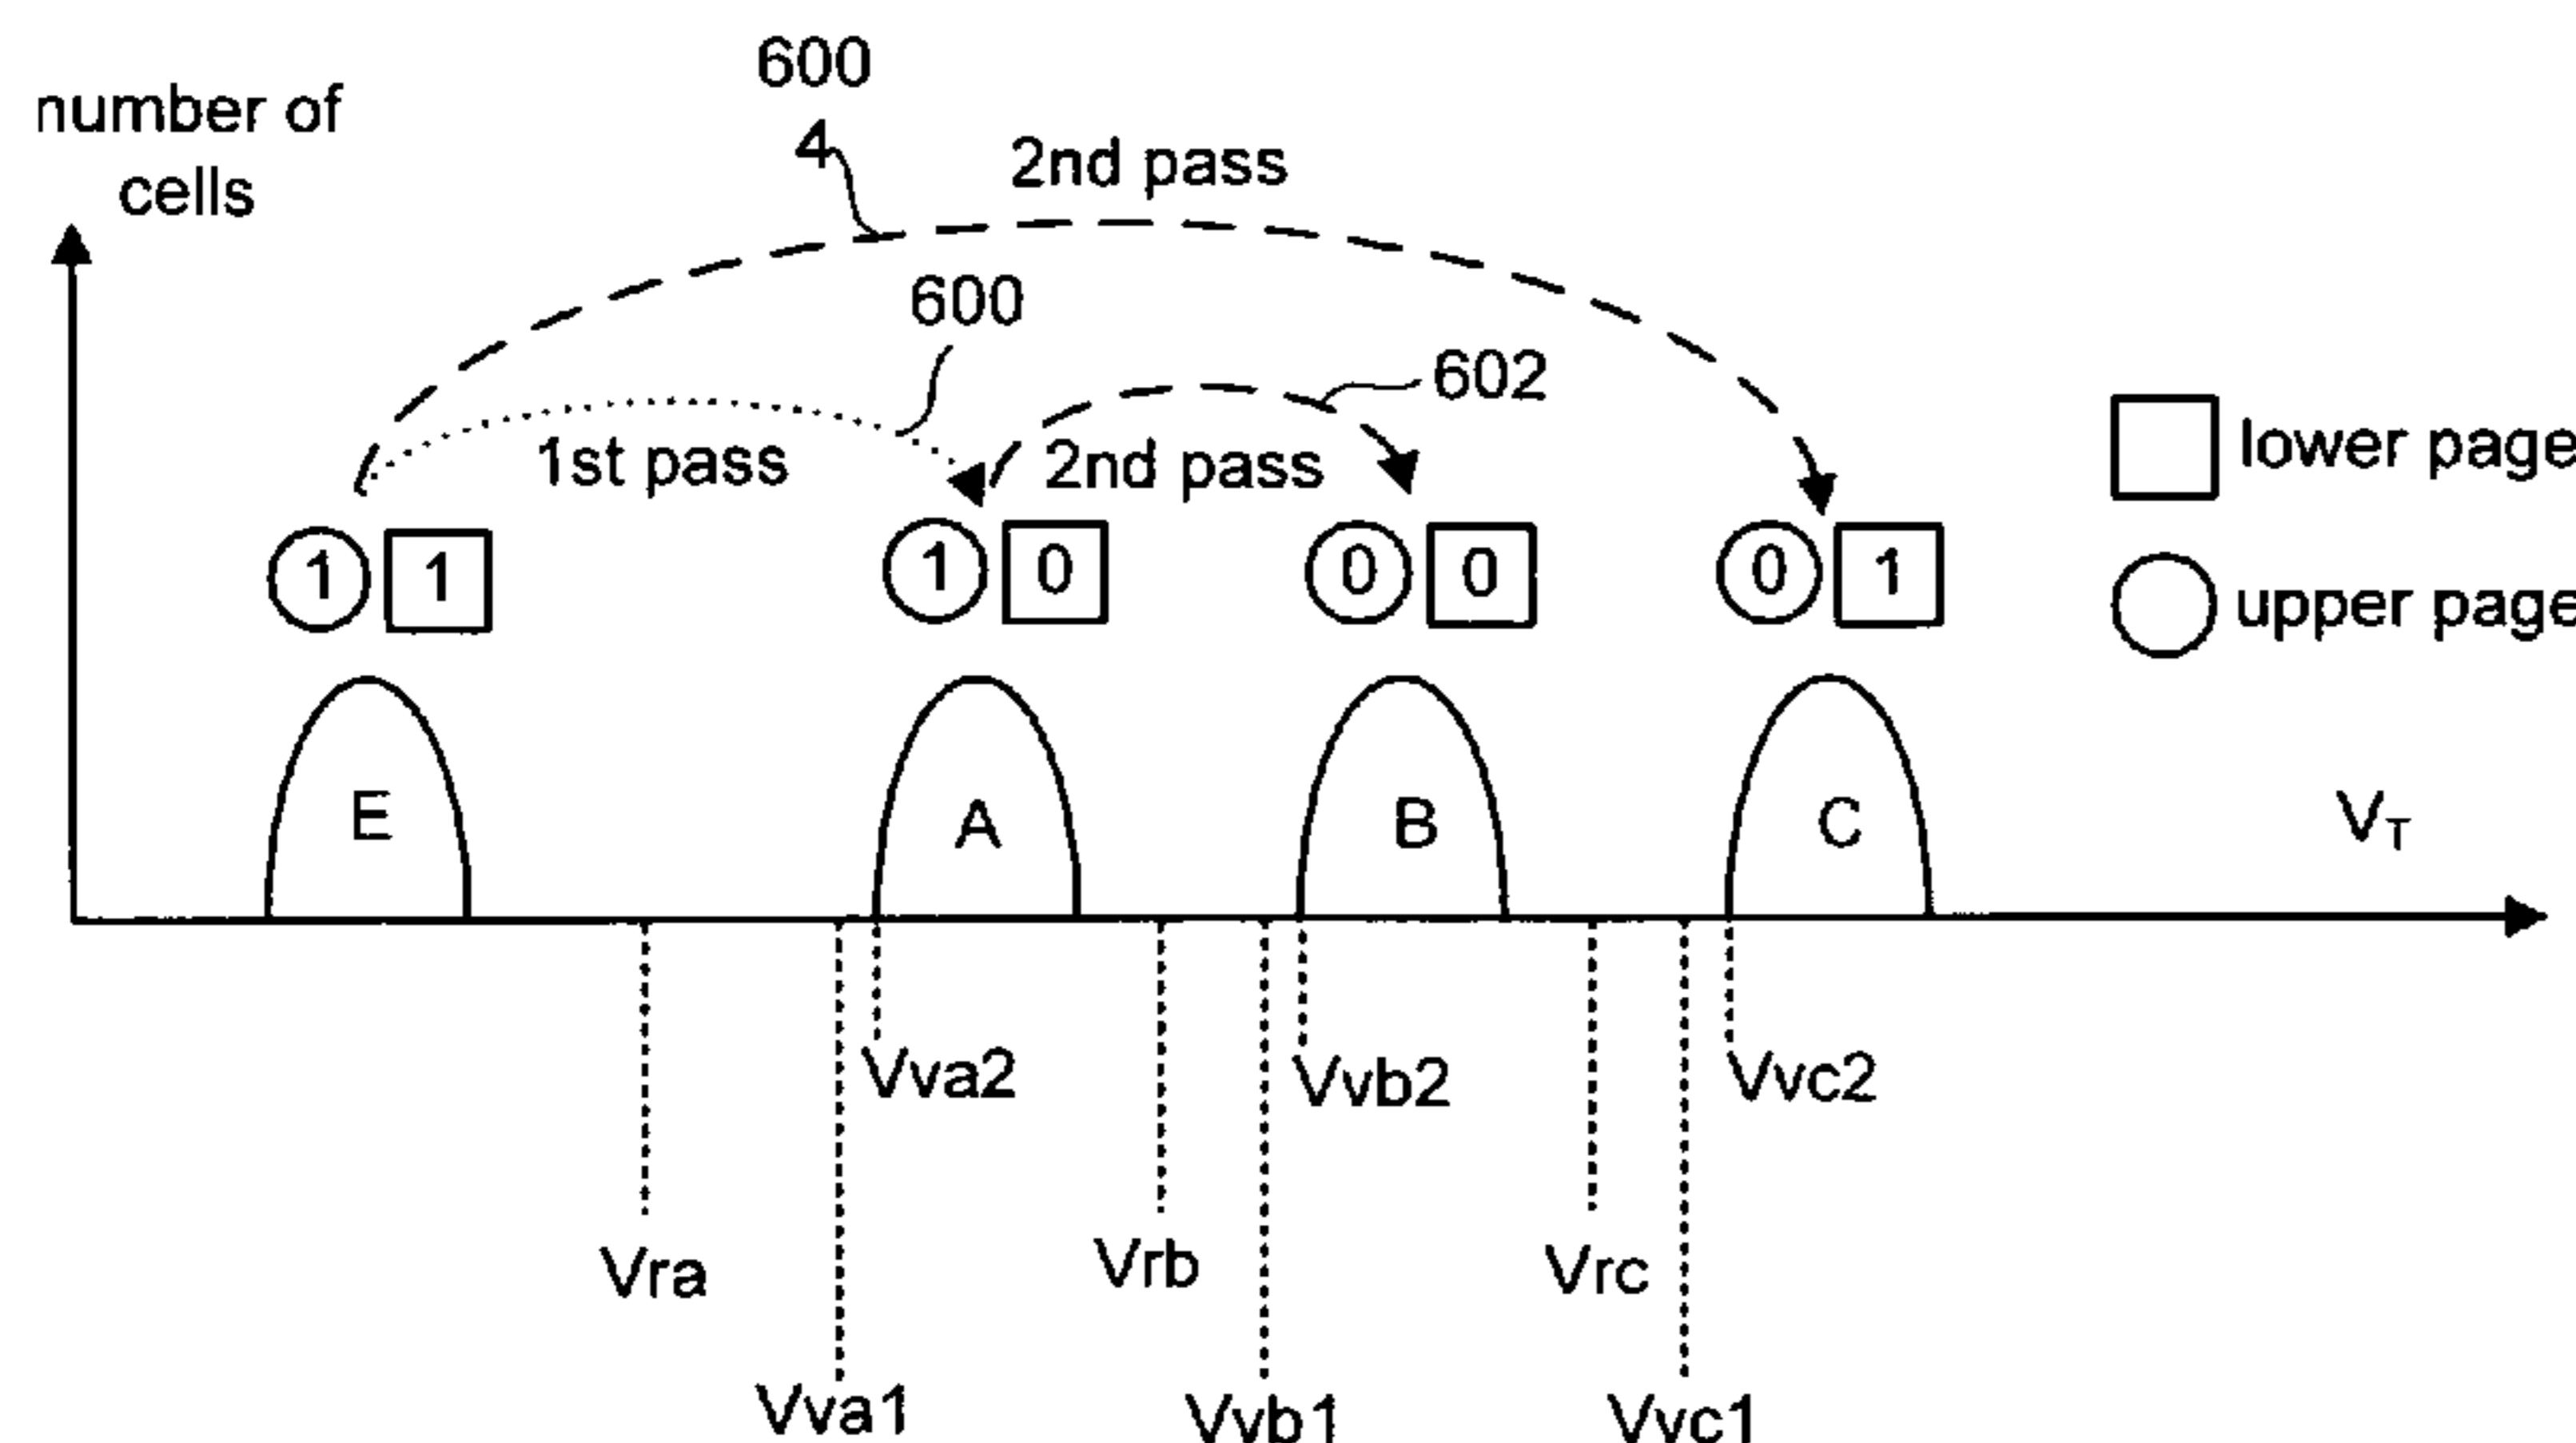 600
4
number of
cells
2nd pass
600
602
1st pass
2nd pass
lower page
1 1
1 0
0 0
0 1
upper page
E
A
B
C
VT
Vva2
Vvb2
Vvc2
Vra
Vrb
Vrc
Vva1
Vvb1
Vvc1